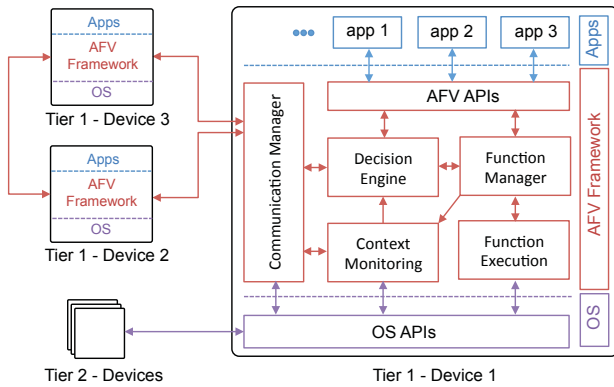 Apps
AFV
Framework
OS
Tier 1 - Device 3
Apps
AFV
Framework
OS
Tier 1 - Device 2
Tier 2 - Devices
app 1
app 2
app 3
Apps
AFV APIs
Communication Manager
Decision
Engine
Function
Manager
Context
Monitoring
Function
Execution
AFV Framework
OS APIs
OS
Tier 1 - Device 1